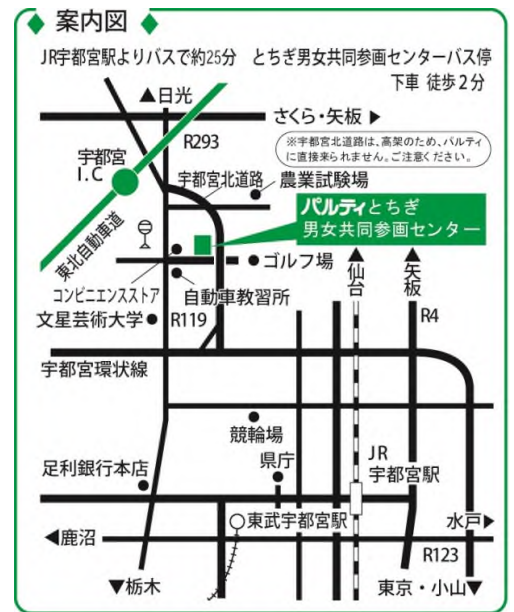 案内図
JR宇都宮駅よりバスで約25分 とちぎ男女共同参画センターバス停
下車 徒歩2分
▲日光
さくら・矢板▶
R293
※宇都宮北道路は、高架のため、パルティ
に直接来られません。ご注意ください。
宇都宮
I.C
宇都宮北道路
農業試験場
パルティとちぎ
男女共同参画センター
東北自動車道
ゴルフ場
▲仙台
▲矢板
コンビニエンスストア
自動車教習所
文星芸術大学
R119
R4
宇都宮環状線
競輪場
県庁
JR
宇都宮駅
足利銀行本店
東武宇都宮駅
水戸▶
◀鹿沼
R123
▼栃木
東京・小山▼